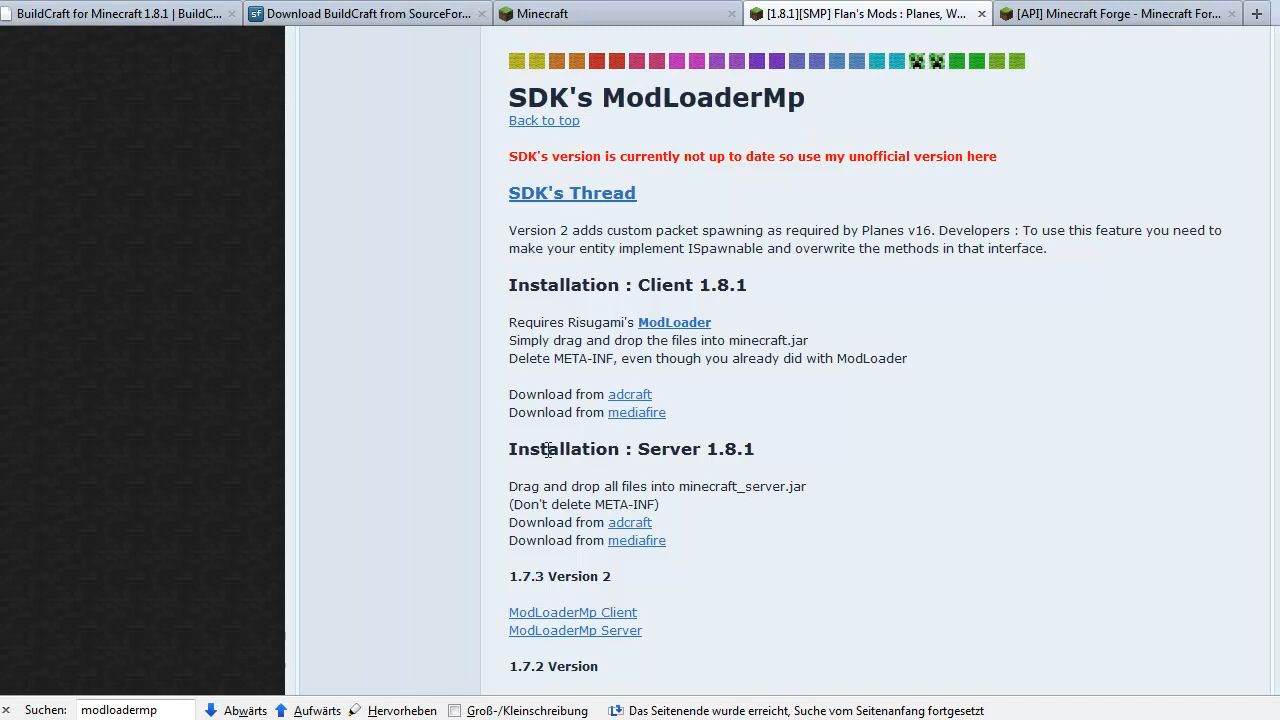 BuildCraft for Minecraft 1.8.1 | BuildC...
sf Download BuildCraft from SourceFor...
Minecraft
[1.8.1][SMP] Flan's Mods : Planes, W...
[API] Minecraft Forge - Minecraft For...
SDK's ModLoaderMp
Back to top
SDK's version is currently not up to date so use my unofficial version here
SDK's Thread
Version 2 adds custom packet spawning as required by Planes v16. Developers : To use this feature you need to
make your entity implement ISpawnable and overwrite the methods in that interface.
Installation : Client 1.8.1
Requires Risugami's ModLoader
Simply drag and drop the files into minecraft.jar
Delete META-INF, even though you already did with ModLoader
Download from adcraft
Download from mediafire
Installation : Server 1.8.1
Drag and drop all files into minecraft_server.jar
(Don't delete META-INF)
Download from adcraft
Download from mediafire
1.7.3 Version 2
ModLoaderMp Client
ModLoaderMp Server
1.7.2 Version
Suchen: modloadermp Abwärts Aufwärts Hervorheben Groß-/Kleinschreibung Das Seitenende wurde erreicht, Suche vom Seitenanfang fortgesetzt